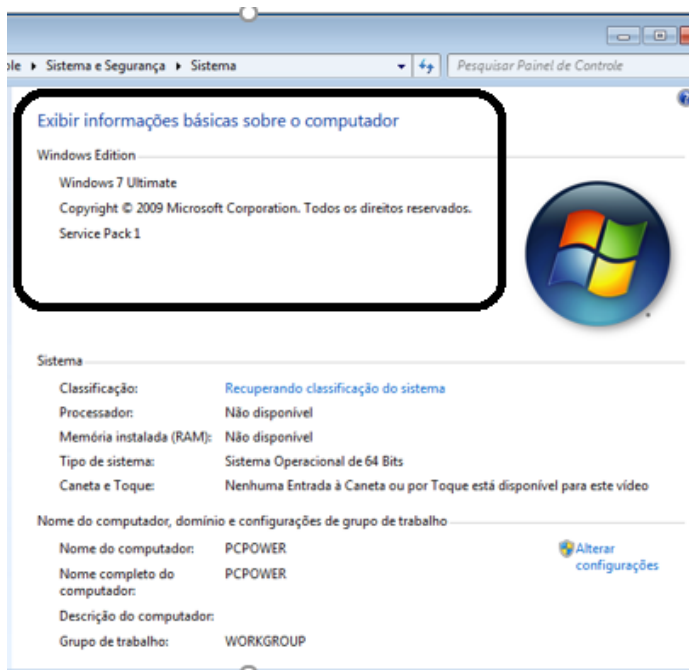 ole ▸ Sistema e Segurança ▸ Sistema
Pesquisar Painel de Controle
Exibir informações básicas sobre o computador
Windows Edition
Windows 7 Ultimate
Copyright © 2009 Microsoft Corporation. Todos os direitos reservados.
Service Pack 1
Sistema
Classificação: Recuperando classificação do sistema
Processador: Não disponível
Memória instalada (RAM): Não disponível
Tipo de sistema: Sistema Operacional de 64 Bits
Caneta e Toque: Nenhuma Entrada à Caneta ou por Toque está disponível para este vídeo
Nome do computador, domínio e configurações de grupo de trabalho
Nome do computador: PCPOWER
Alterar
configurações
Nome completo do
computador: PCPOWER
Descrição do computador:
Grupo de trabalho: WORKGROUP